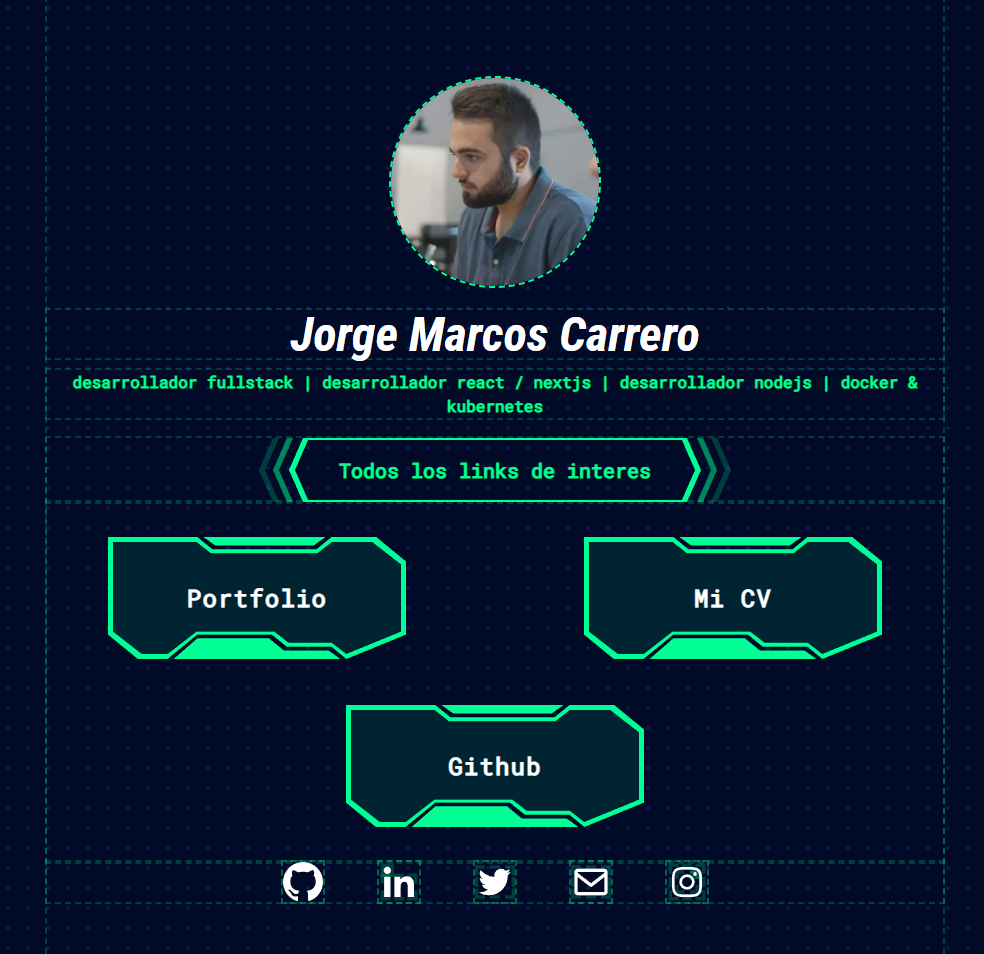 Jorge Marcos Carrero
desarrollador fullstack | desarrollador react / nextjs | desarrollador nodejs | docker &
kubernetes
Todos los links de interes
Portfolio
Mi CV
Github
in